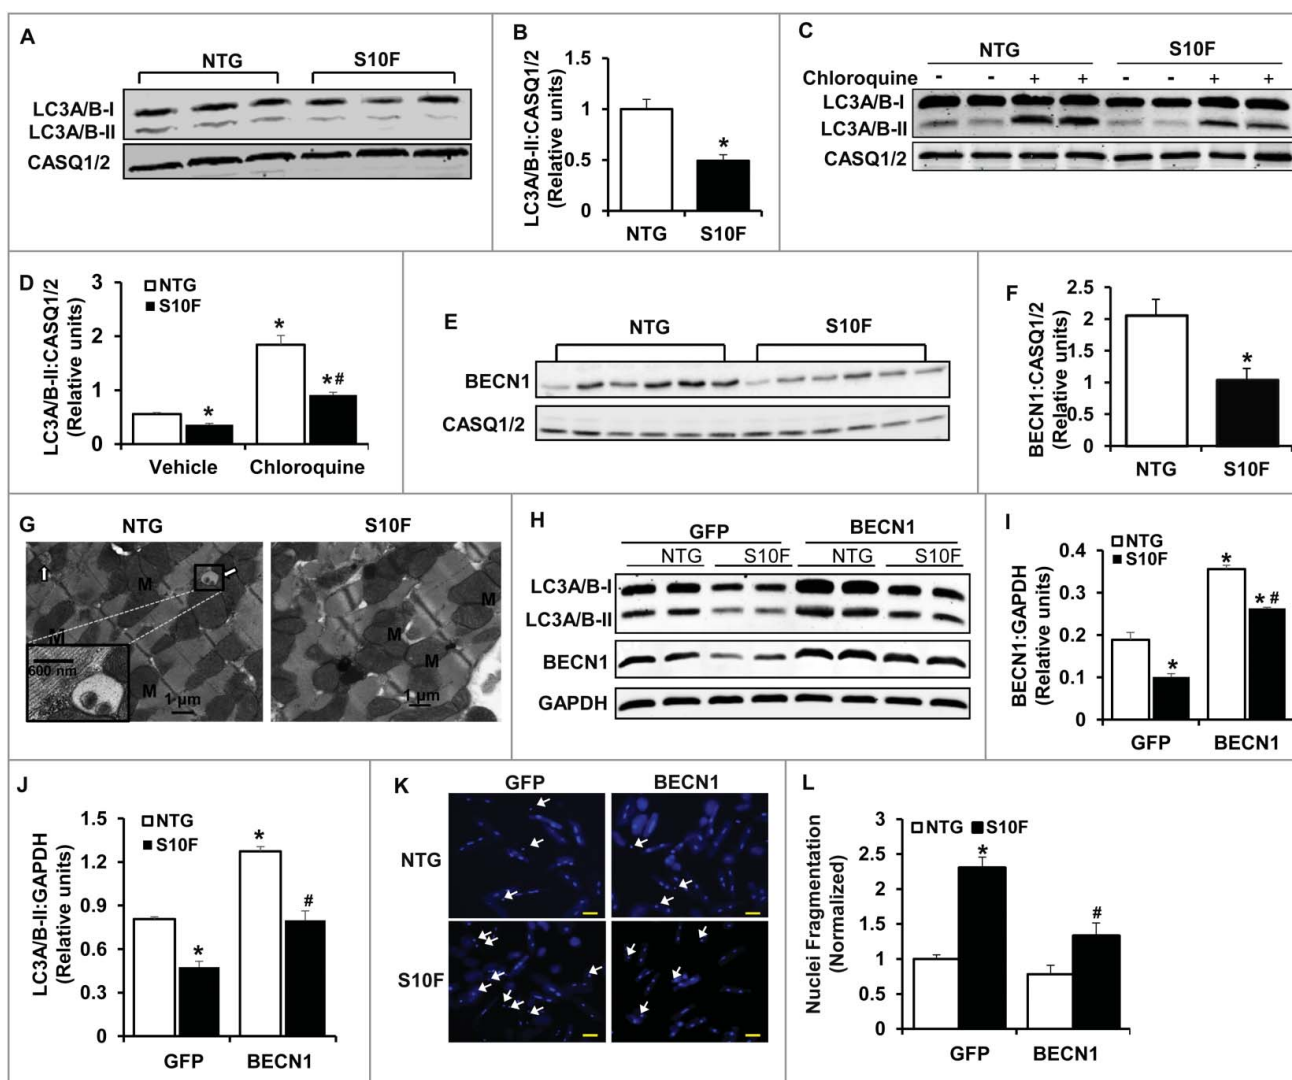 A
NTG S10F
LC3A/B-I
LC3A/B-II
CASQ1/2
B
LC3A/B-II:CASQ1/2
(Relative units)
1.5
1
0.5
0
*
NTG S10F
C
NTG S10F
Chloroquine - - + + - - + +
LC3A/B-I
LC3A/B-II
CASQ1/2
D
LC3A/B-II:CASQ1/2
(Relative units)
3
2
1
0
NTG
S10F
*
*
*#
Vehicle Chloroquine
E
NTG S10F
BECN1
CASQ1/2
F
BECN1:CASQ1/2
(Relative units)
2.5
2
1.5
1
0.5
0
*
NTG S10F
G
NTG S10F
M
M
M
M
M
M
M
600 nm
1 µm
1 µm
H
GFP BECN1
NTG S10F NTG S10F
LC3A/B-I
LC3A/B-II
BECN1
GAPDH
I
BECN1:GAPDH
(Relative units)
0.4
0.3
0.2
0.1
0
NTG
S10F
*
*
*#
GFP BECN1
J
LC3A/B-II:GAPDH
(Relative units)
1.5
1.2
0.9
0.6
0.3
0
NTG
S10F
*
*
#
GFP BECN1
K
GFP BECN1
NTG
S10F
L
Nuclei Fragmentation
(Normalized)
3
2.5
2
1.5
1
0.5
0
NTG S10F
*
#
GFP BECN1